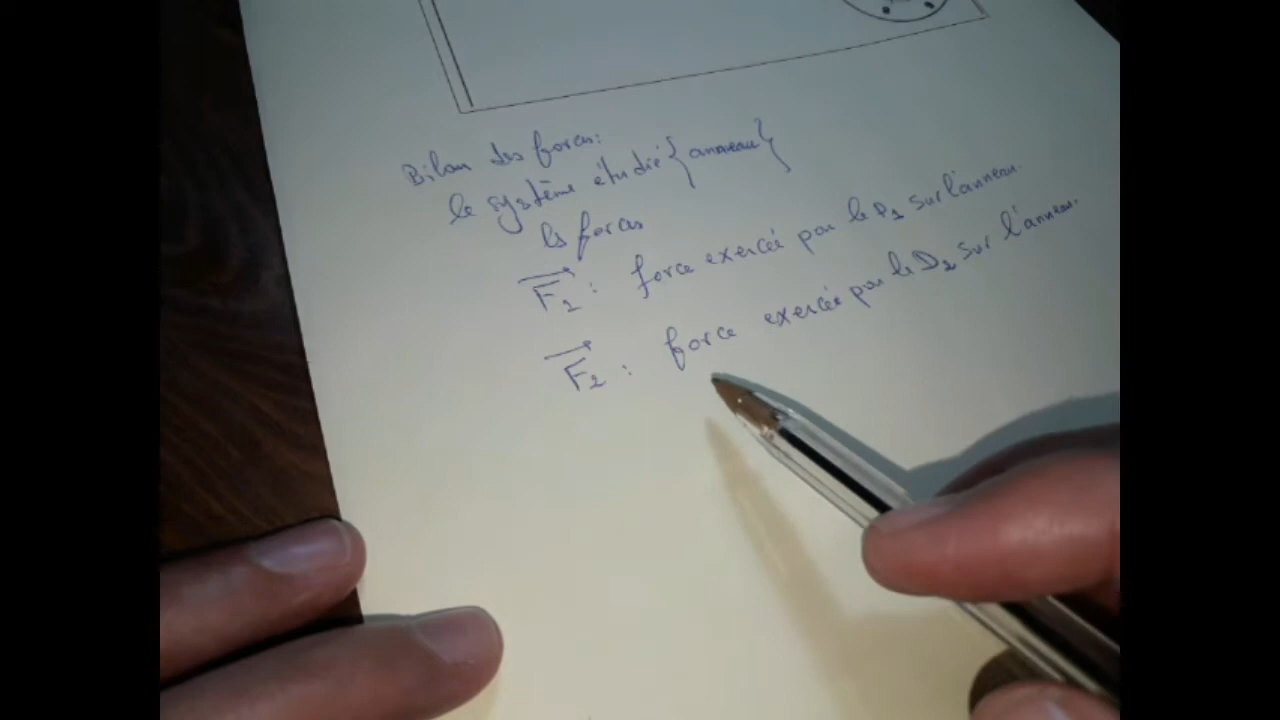 Bilan des forces:
le système étudié {anneau}
ls forces
F₂ : force exercée par le D₁ sur l'anneau.
F₂ : force exercée par le D₂ sur l'anneau.